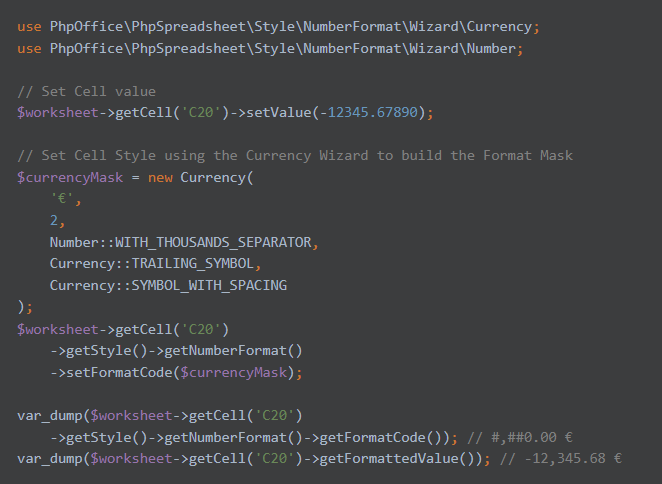 use PhpOffice\PhpSpreadsheet\Style\NumberFormat\Wizard\Currency;
use PhpOffice\PhpSpreadsheet\Style\NumberFormat\Wizard\Number;

// Set Cell value
$worksheet->getCell('C20')->setValue(-12345.67890);

// Set Cell Style using the Currency Wizard to build the Format Mask
$currencyMask = new Currency(
    '€',
    2,
    Number::WITH_THOUSANDS_SEPARATOR,
    Currency::TRAILING_SYMBOL,
    Currency::SYMBOL_WITH_SPACING
);
$worksheet->getCell('C20')
    ->getStyle()->getNumberFormat()
    ->setFormatCode($currencyMask);

var_dump($worksheet->getCell('C20')
    ->getStyle()->getNumberFormat()->getFormatCode()); // #,##0.00 €
var_dump($worksheet->getCell('C20')->getFormattedValue()); // -12,345.68 €